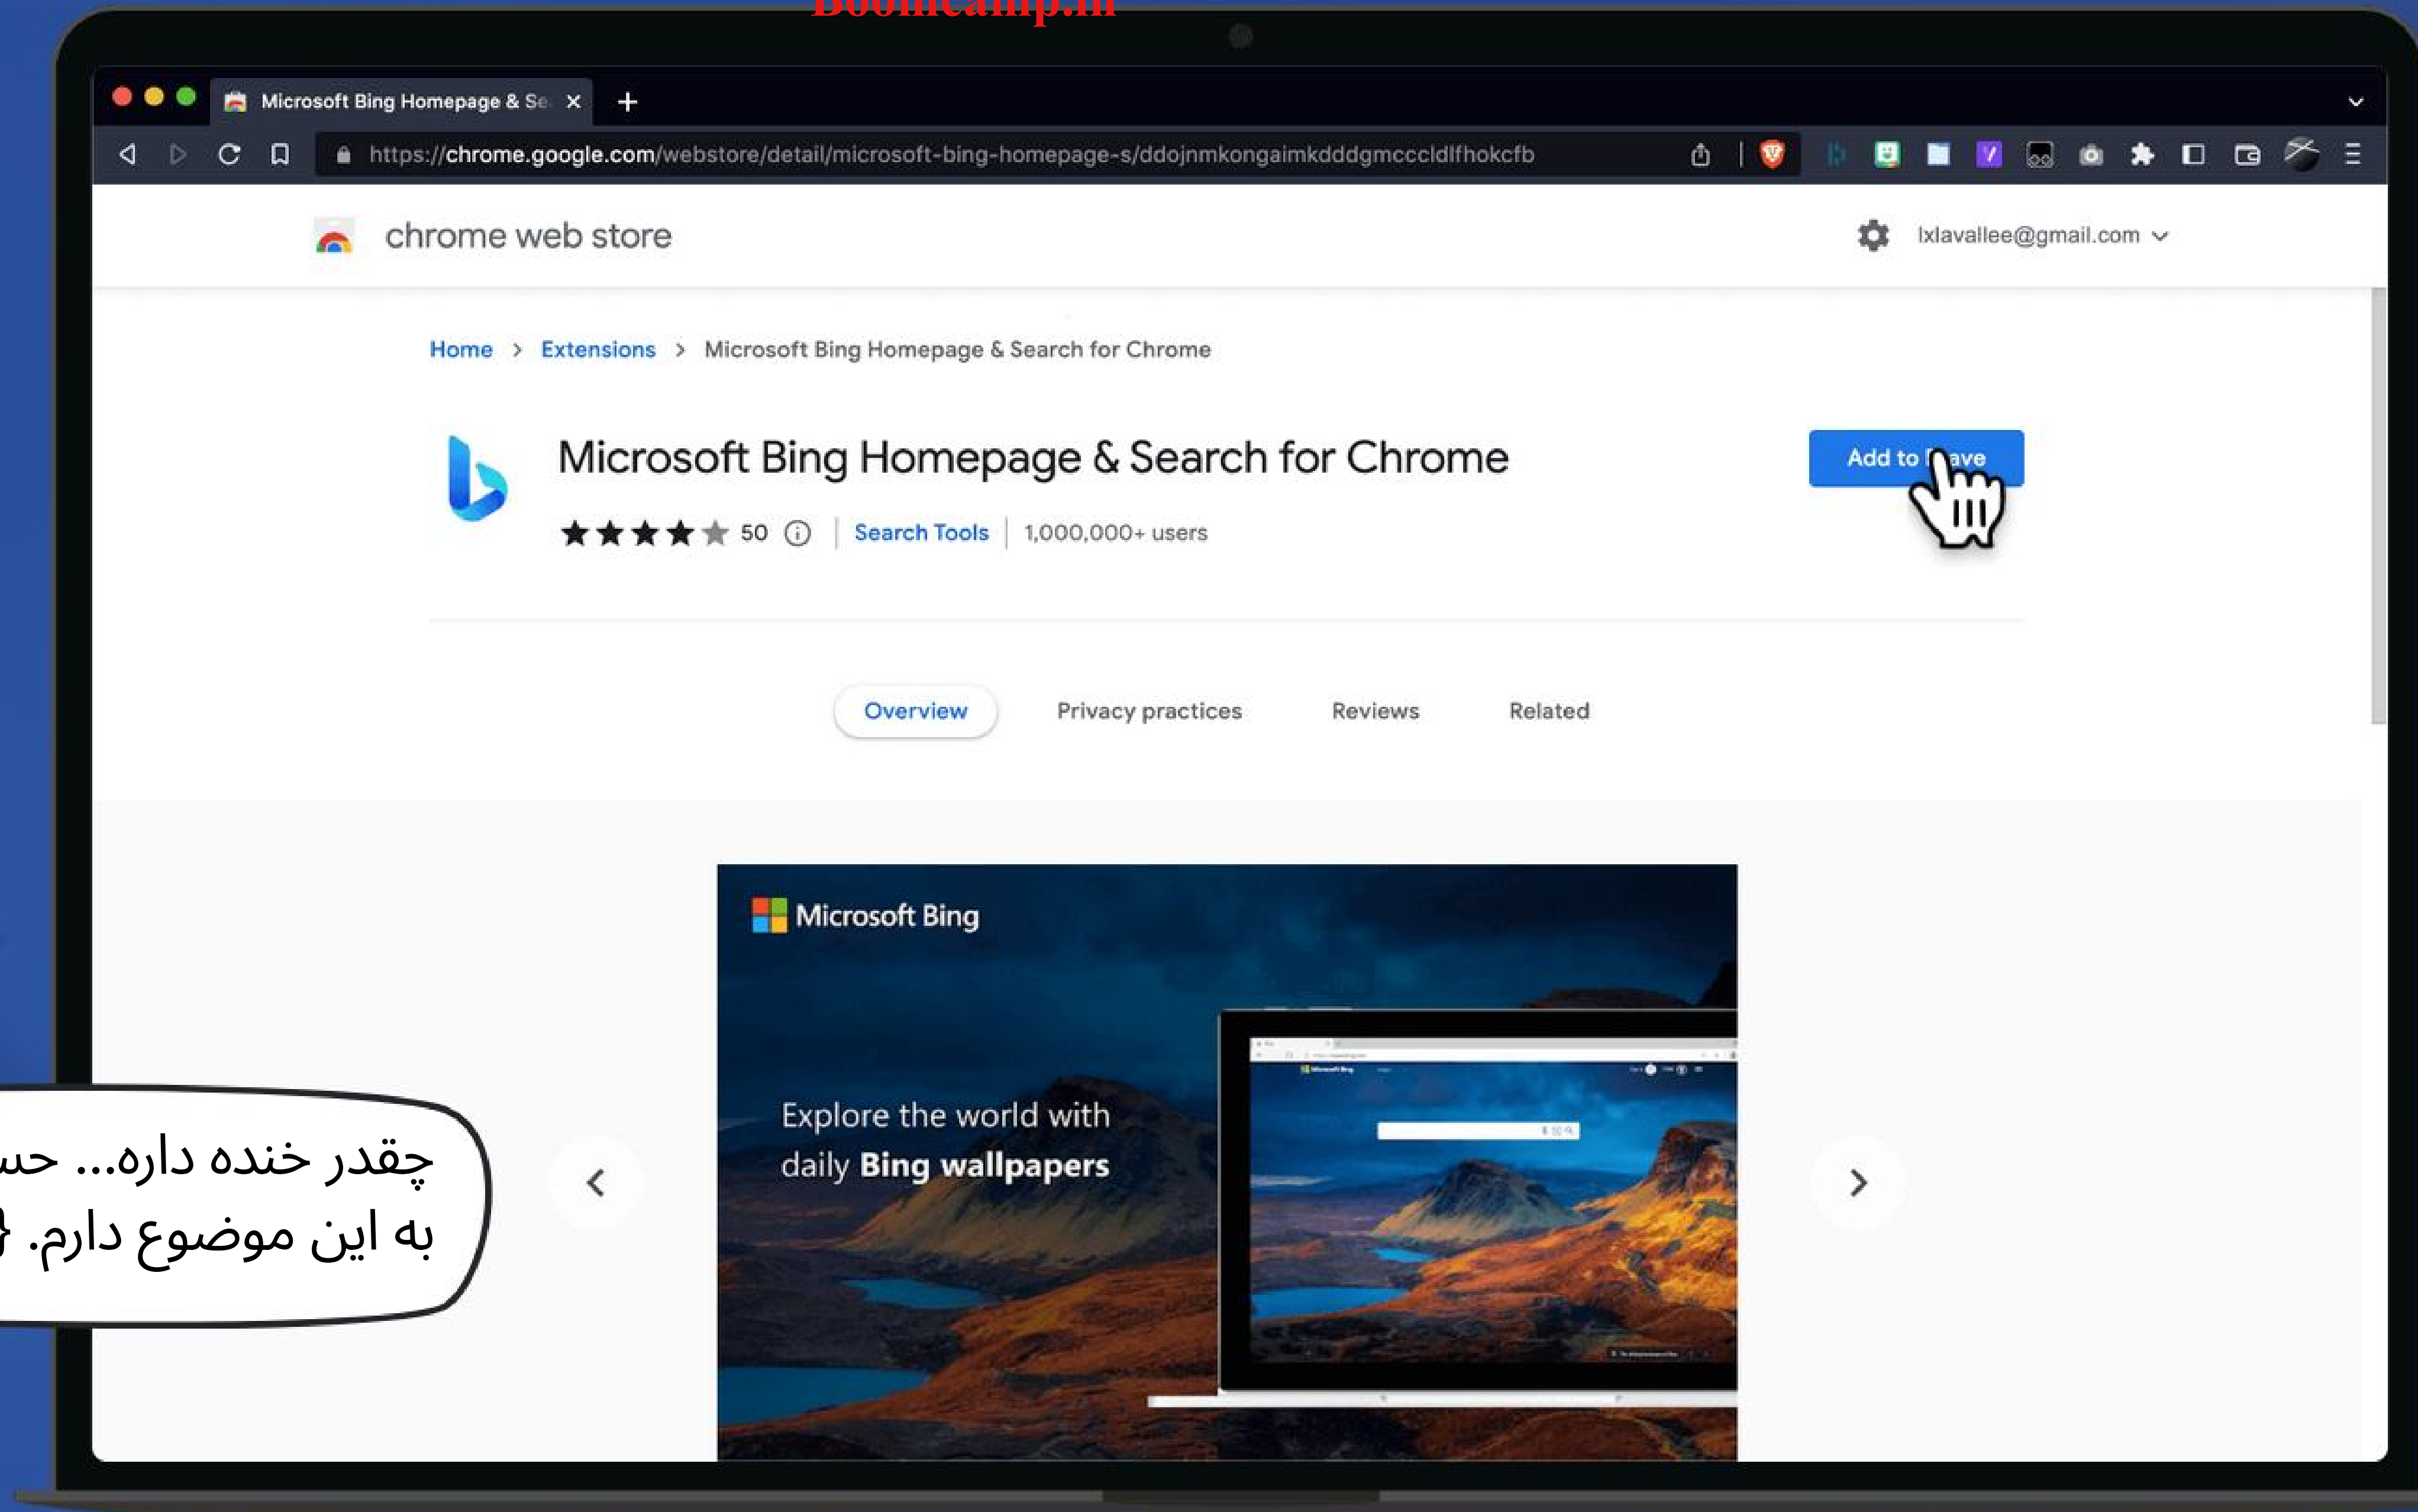 Microsoft Bing Homepage & Se
https://chrome.google.com/webstore/detail/microsoft-bing-homepage-s/ddojnmkongaimkdddgmcccldlfhokcfb
chrome web store
lxlavallee@gmail.com
Home > Extensions > Microsoft Bing Homepage & Search for Chrome
Microsoft Bing Homepage & Search for Chrome
Add to
50 Search Tools 1,000,000+ users
Overview Privacy practices Reviews Related
Microsoft Bing
Explore the world with
daily Bing wallpapers
چقدر خنده داره...
به این موضوع دارم.